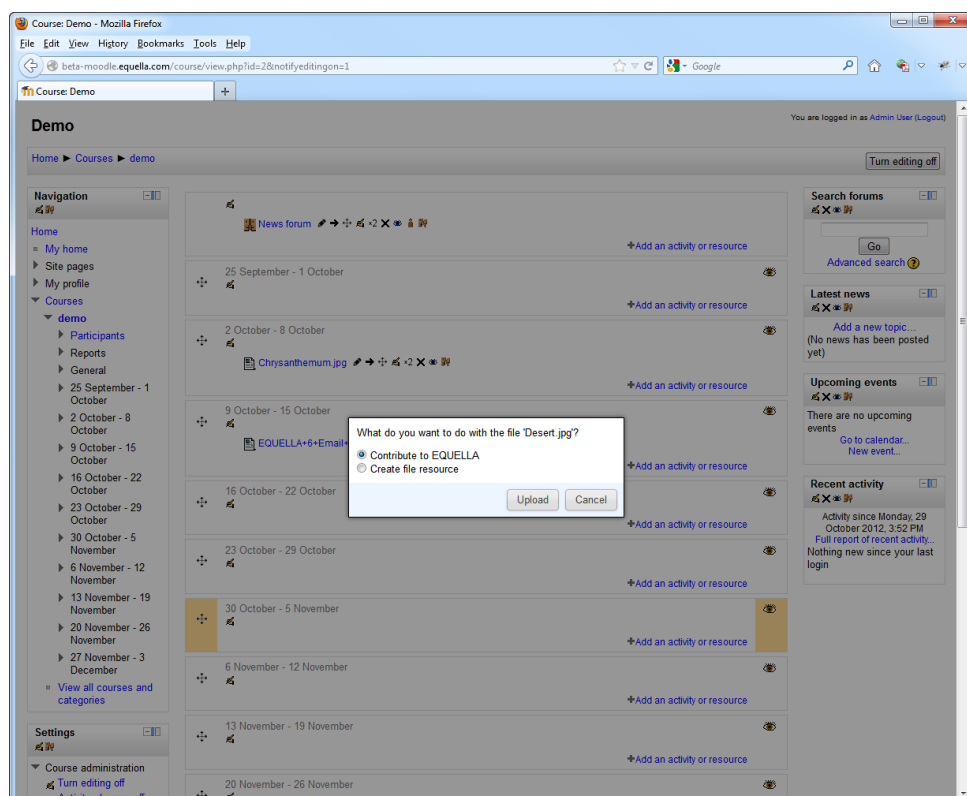 Course: Demo - Mozilla Firefox
File Edit View History Bookmarks Tools Help
beta-moodle.equella.com/course/view.php?id=2&notifyeditingon=1
Google
Course: Demo
Demo
You are logged in as Admin User (Logout)
Home ► Courses ► demo
Turn editing off
Navigation
Home
My home
Site pages
My profile
Courses
demo
Participants
Reports
General
25 September - 1
October
2 October - 8
October
9 October - 15
October
16 October - 22
October
23 October - 29
October
30 October - 5
November
6 November - 12
November
13 November - 19
November
20 November - 26
November
27 November - 3
December
View all courses and
categories
Settings
Course administration
Turn editing off
News forum ×2
Add an activity or resource
25 September - 1 October
Add an activity or resource
2 October - 8 October
Chrysanthemum.jpg ×2
Add an activity or resource
9 October - 15 October
EQUELLA+6+Email+
Add an activity or resource
16 October - 22 October
Add an activity or resource
23 October - 29 October
Add an activity or resource
30 October - 5 November
Add an activity or resource
6 November - 12 November
Add an activity or resource
13 November - 19 November
Add an activity or resource
20 November - 26 November
What do you want to do with the file 'Desert.jpg'?
Contribute to EQUELLA
Create file resource
Upload Cancel
Search forums
Go
Advanced search
Latest news
Add a new topic...
(No news has been posted
yet)
Upcoming events
There are no upcoming
events
Go to calendar...
New event...
Recent activity
Activity since Monday, 29
October 2012, 3:52 PM
Full report of recent activity...
Nothing new since your last
login